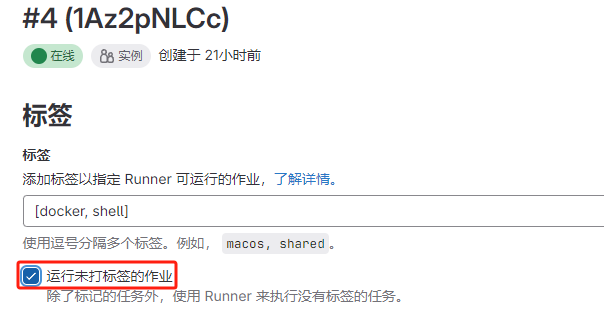 #4 (1Az2pNLCc)
在线 实例 创建于 21小时前
标签
标签
添加标签以指定 Runner 可运行的作业，了解详情。
[docker, shell]
使用逗号分隔多个标签。例如， macos, shared。
运行未打标签的作业
除了标记的任务外，使用 Runner 来执行没有标签的任务。